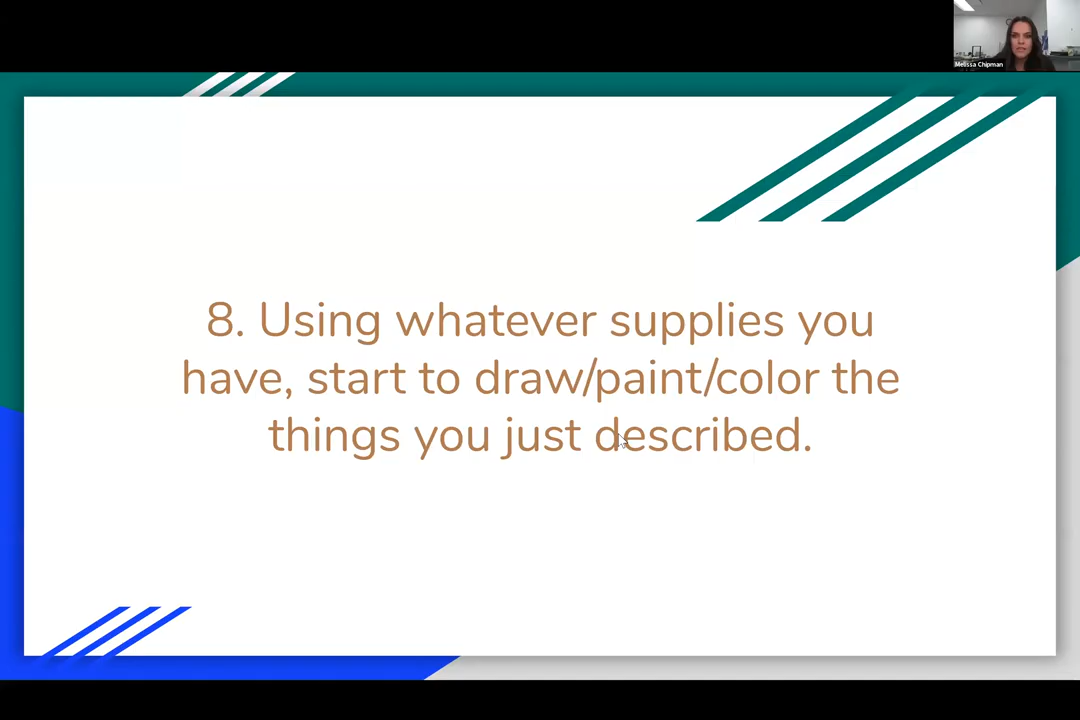 Melissa Chipman
8. Using whatever supplies you
have, start to draw/paint/color the
things you just described.